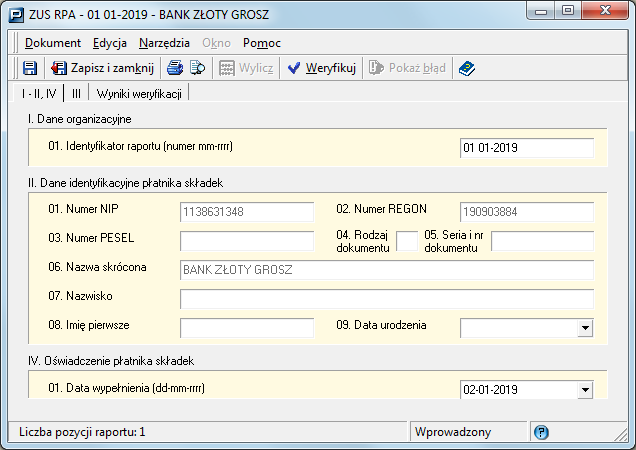 ZUS RPA - 01 01-2019 - BANK ZŁOTY GROSZ
Dokument Edycja Narzędzia Okno Pomoc
Zapisz i zamknij Wylicz Weryfikuj Pokaż błąd
I - II, IV III Wyniki weryfikacji
I. Dane organizacyjne
01. Identyfikator raportu (numer mm-rrrr) 01 01-2019
II. Dane identyfikacyjne płatnika składek
01. Numer NIP 1138631348 02. Numer REGON 190903884
03. Numer PESEL 04. Rodzaj dokumentu 05. Seria i nr dokumentu
06. Nazwa skrócona BANK ZŁOTY GROSZ
07. Nazwisko
08. Imię pierwsze 09. Data urodzenia
IV. Oświadczenie płatnika składek
01. Data wypełnienia (dd-mm-rrrr) 02-01-2019
Liczba pozycji raportu: 1 Wprowadzony